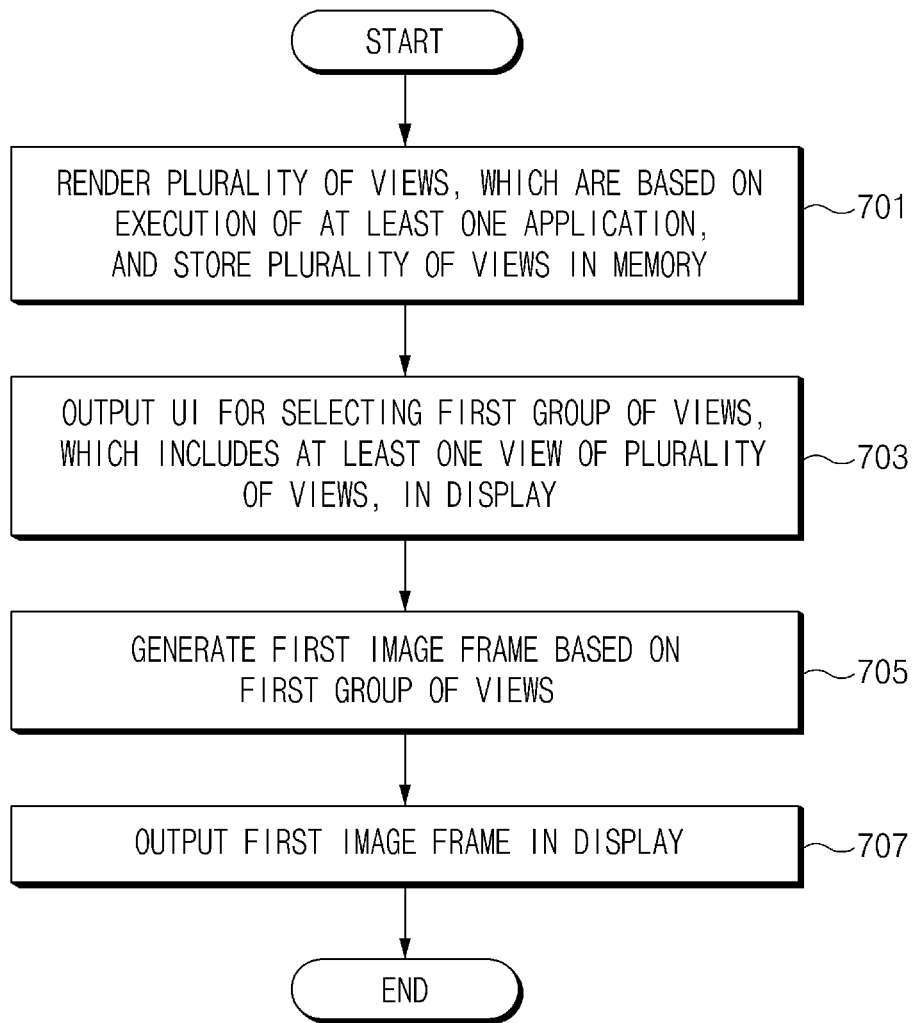 START
RENDER PLURALITY OF VIEWS, WHICH ARE BASED ON
EXECUTION OF AT LEAST ONE APPLICATION,
AND STORE PLURALITY OF VIEWS IN MEMORY
701
OUTPUT UI FOR SELECTING FIRST GROUP OF VIEWS,
WHICH INCLUDES AT LEAST ONE VIEW OF PLURALITY
OF VIEWS, IN DISPLAY
703
GENERATE FIRST IMAGE FRAME BASED ON
FIRST GROUP OF VIEWS
705
OUTPUT FIRST IMAGE FRAME IN DISPLAY
707
END